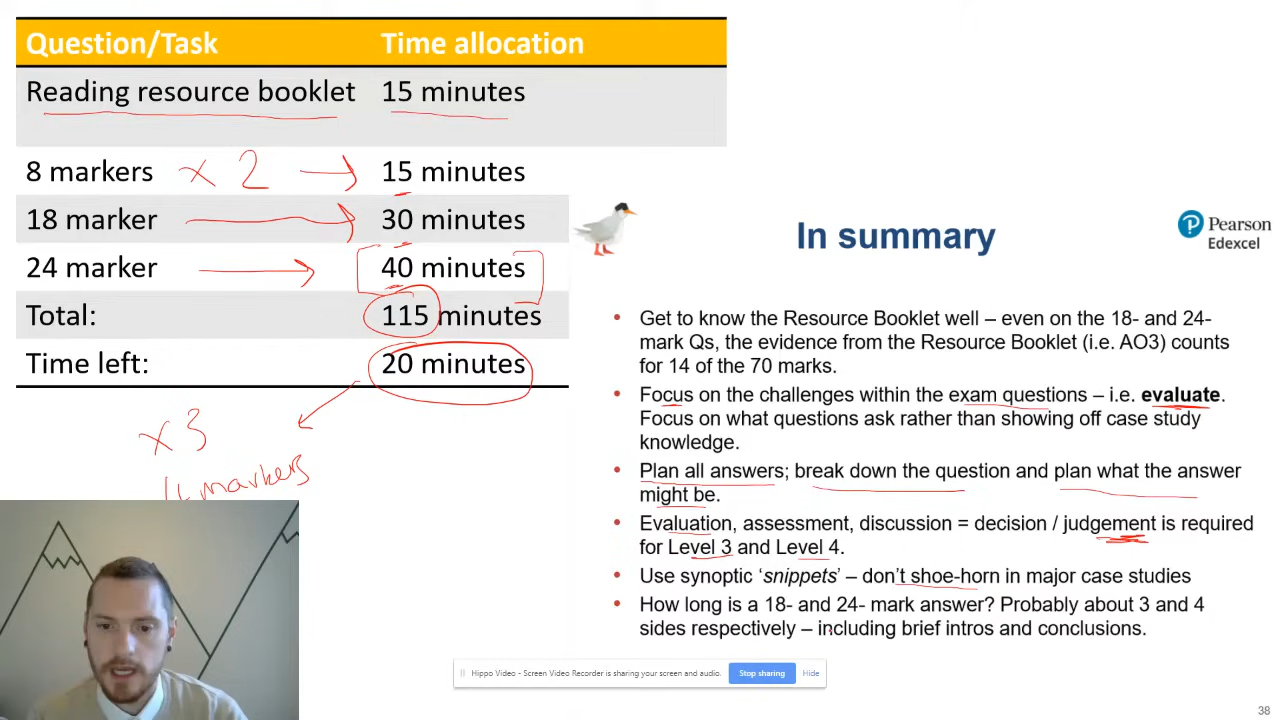 Question/Task Time allocation
Reading resource booklet 15 minutes
8 markers x 2 → 15 minutes
18 marker → 30 minutes
24 marker → 40 minutes
Total: 115 minutes
Time left: 20 minutes
x3
4 markers
Pearson
Edexcel
In summary
• Get to know the Resource Booklet well – even on the 18- and 24-
mark Qs, the evidence from the Resource Booklet (i.e. AO3) counts
for 14 of the 70 marks.
• Focus on the challenges within the exam questions – i.e. evaluate.
Focus on what questions ask rather than showing off case study
knowledge.
• Plan all answers; break down the question and plan what the answer
might be.
• Evaluation, assessment, discussion = decision / judgement is required
for Level 3 and Level 4.
• Use synoptic ‘snippets’ – don’t shoe-horn in major case studies
• How long is a 18- and 24- mark answer? Probably about 3 and 4
sides respectively – including brief intros and conclusions.
Hippo Video - Screen Video Recorder is sharing your screen and audio. Stop sharing Hide
38